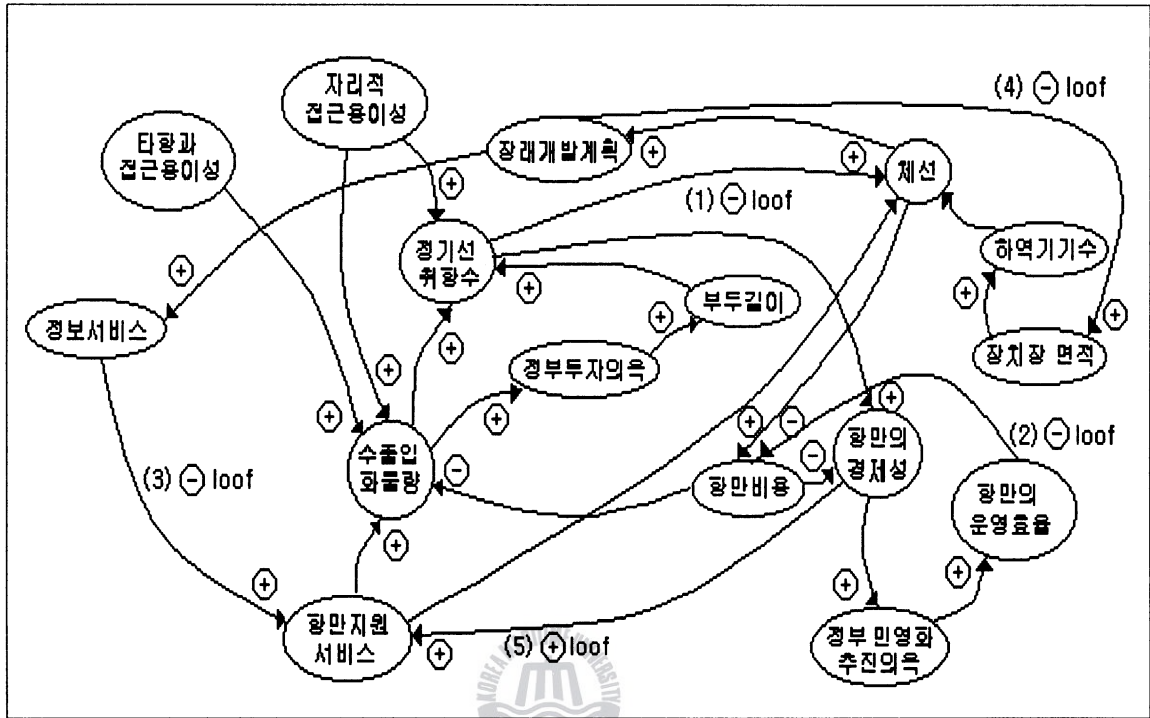 자리적
접근용이성
(4) ⊖ loof
타항과
접근용이성
장래개발계획
⊕
⊕
체선
⊕
(1) ⊖ loof
정기선
취항수
하역기기수
⊕
⊕
부두길이
⊕
⊕
정보서비스
⊕
⊕
장치장 면적
⊕
정부투자의욕
⊕
⊕
⊕
⊕
⊖
⊕
수출입
화물량
⊖
항만의
경제성
(2) ⊖ loof
⊖
(3) ⊖ loof
항만비용
항만의
운영효율
⊕
⊕
⊕
⊕
항만지원
서비스
⊕
(5) ⊕ loof
정부 민영화
추진의욕
KOREA MARITIME UNIVERSITY